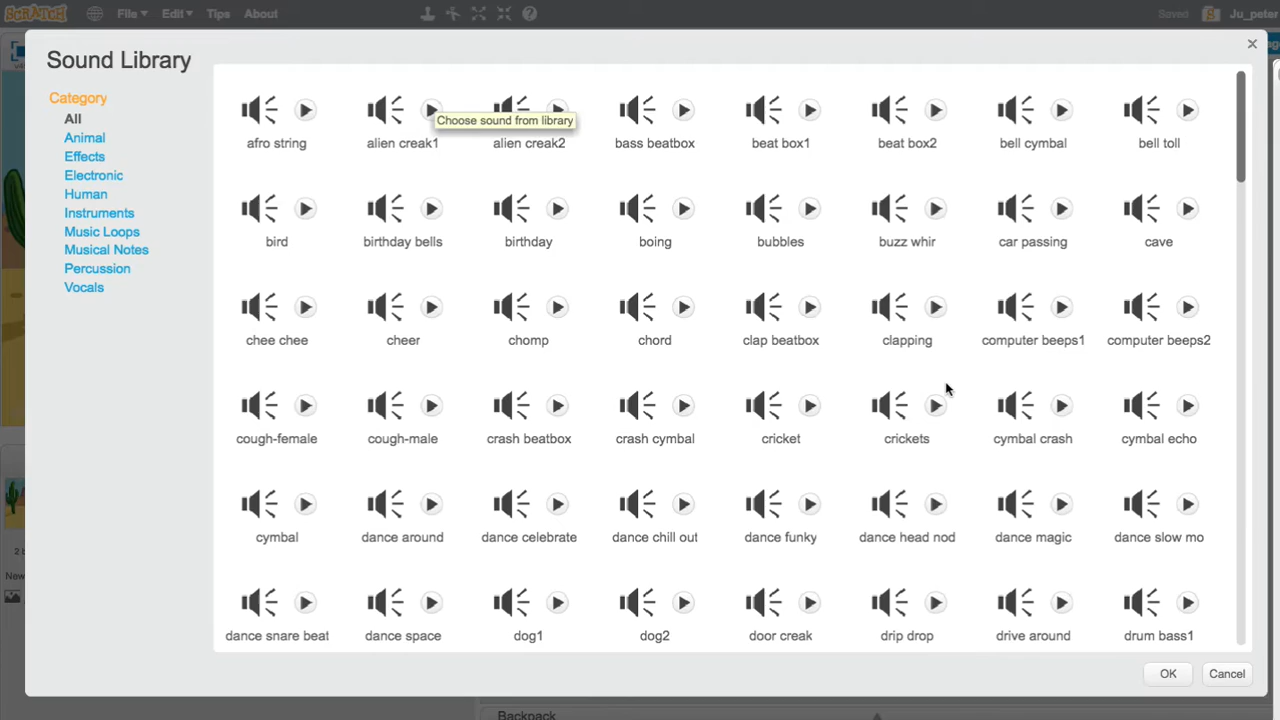 SCRATCH File Edit Tips About Saved Ju_peter
Sound Library
Category
All
Animal
Effects
Electronic
Human
Instruments
Music Loops
Musical Notes
Percussion
Vocals
Choose sound from library
afro string alien creak1 alien creak2 bass beatbox beat box1 beat box2 bell cymbal bell toll
bird birthday bells birthday boing bubbles buzz whir car passing cave
chee chee cheer chomp chord clap beatbox clapping computer beeps1 computer beeps2
cough-female cough-male crash beatbox crash cymbal cricket crickets cymbal crash cymbal echo
cymbal dance around dance celebrate dance chill out dance funky dance head nod dance magic dance slow mo
dance snare beat dance space dog1 dog2 door creak drip drop drive around drum bass1
OK Cancel
New
Backpack